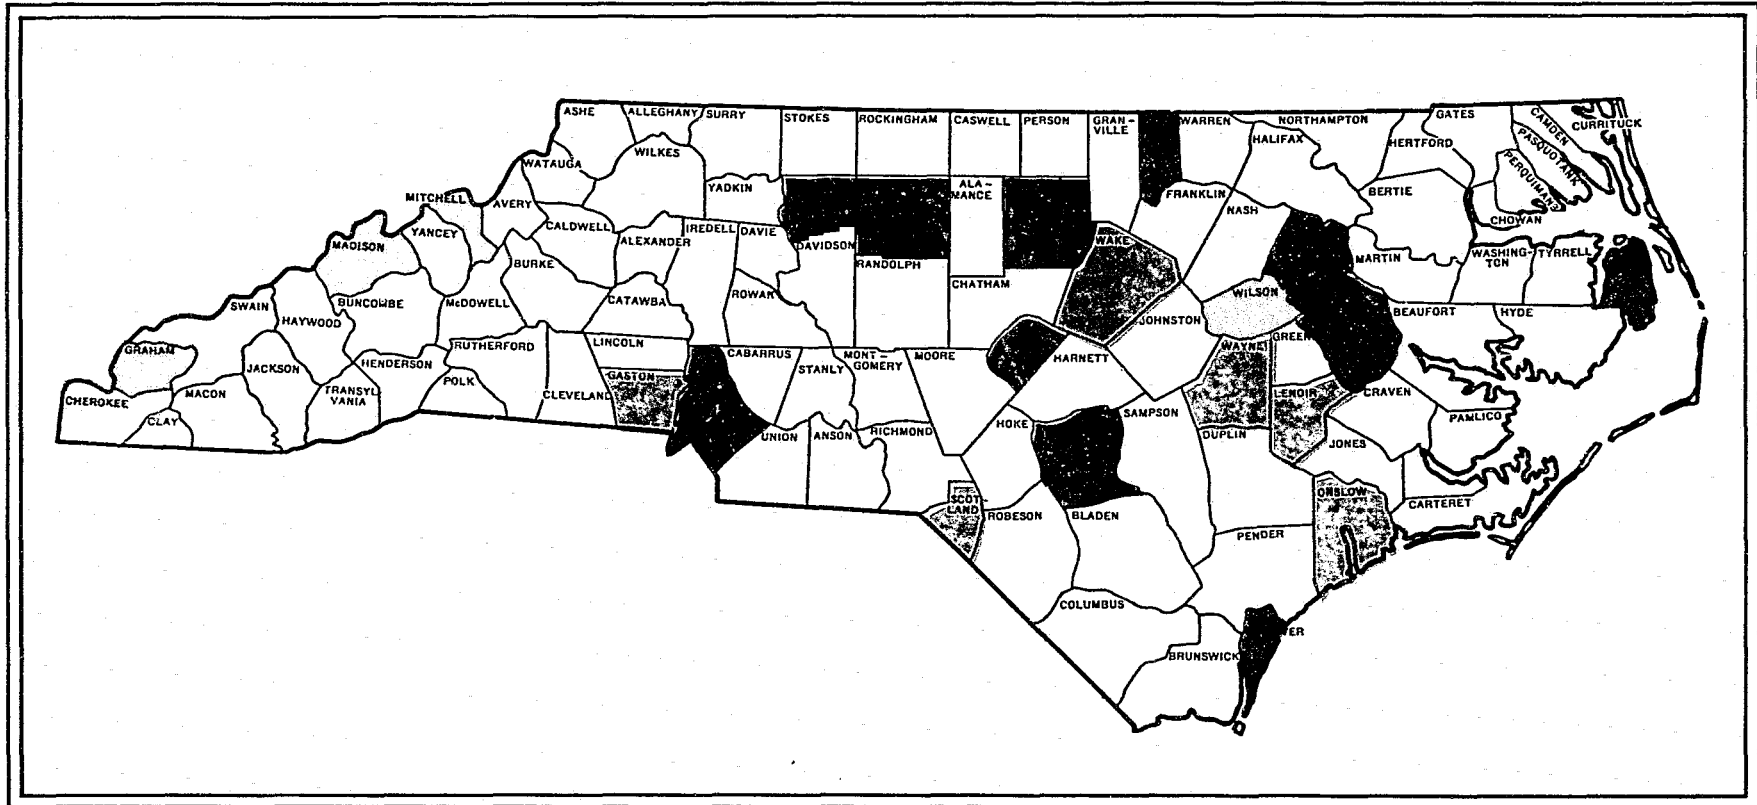 ASHE
ALLEGHANY
SURRY
STOKES
ROCKINGHAM
CASWELL
PERSON
GRAN-
VILLE
WARREN
NORTHAMPTON
GATES
CAMDEN
CURRITUCK
HALIFAX
HERTFORD
PASQUOTANK
PERQUIMANS
WATAUGA
WILKES
YADKIN
ALA-
MANCE
FRANKLIN
BERTIE
MITCHELL
AVERY
NASH
CHOWAN
YANCEY
CALDWELL
ALEXANDER
IREDELL
DAVIE
DAVIDSON
WAKE
MADISON
BURKE
RANDOLPH
MARTIN
WASHING-
TON
TYRRELL
SWAIN
HAYWOOD
BUNCOMBE
McDOWELL
CATAWBA
ROWAN
CHATHAM
WILSON
JOHNSTON
BEAUFORT
HYDE
GRAHAM
JACKSON
HENDERSON
RUTHERFORD
LINCOLN
CABARRUS
STANLY
MONT-
GOMERY
MOORE
HARNETT
WAYNE
GREEN
CHEROKEE
MACON
TRANSYL
VANIA
POLK
CLEVELAND
GASTON
LENOIR
CRAVEN
CLAY
UNION
ANSON
RICHMOND
HOKE
SAMPSON
DUPLIN
JONES
PAMLICO
SCOT-
LAND
ROBESON
BLADEN
ONSLOW
CARTERET
PENDER
COLUMBUS
VER
BRUNSWICK